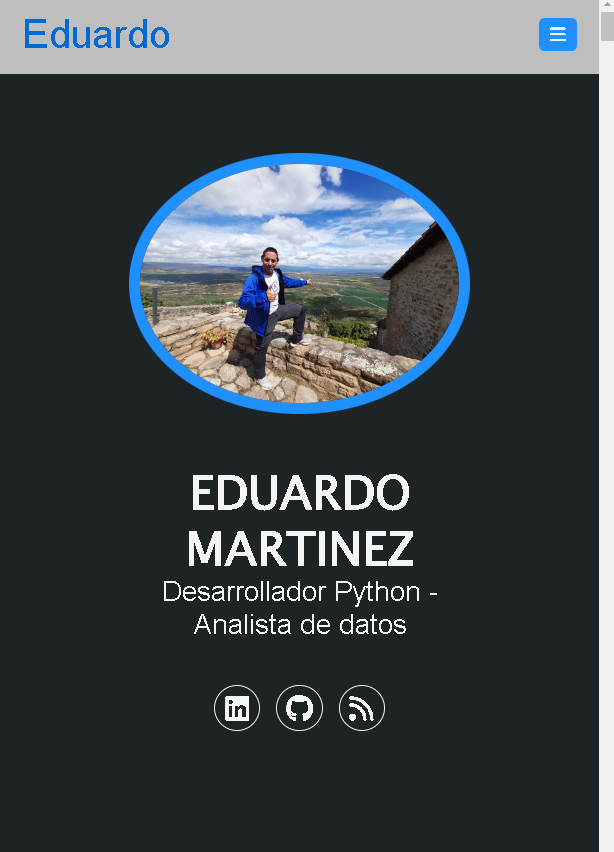 Eduardo
EDUARDO
MARTINEZ
Desarrollador Python -
Analista de datos